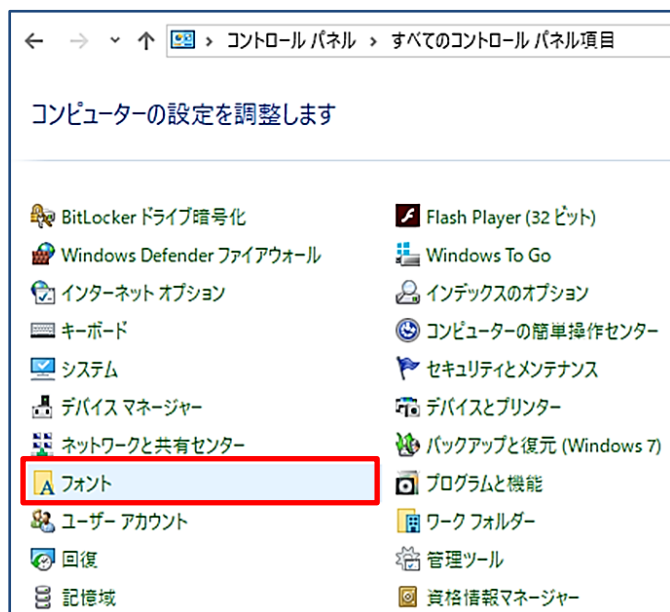 コントロール パネル > すべてのコントロール パネル項目
コンピューターの設定を調整します
BitLocker ドライブ暗号化
Flash Player (32 ビット)
Windows Defender ファイアウォール
Windows To Go
インターネット オプション
インデックスのオプション
キーボード
コンピューターの簡単操作センター
システム
セキュリティとメンテナンス
デバイス マネージャー
デバイスとプリンター
ネットワークと共有センター
バックアップと復元 (Windows 7)
フォント
プログラムと機能
ユーザー アカウント
ワーク フォルダー
回復
管理ツール
記憶域
資格情報マネージャー